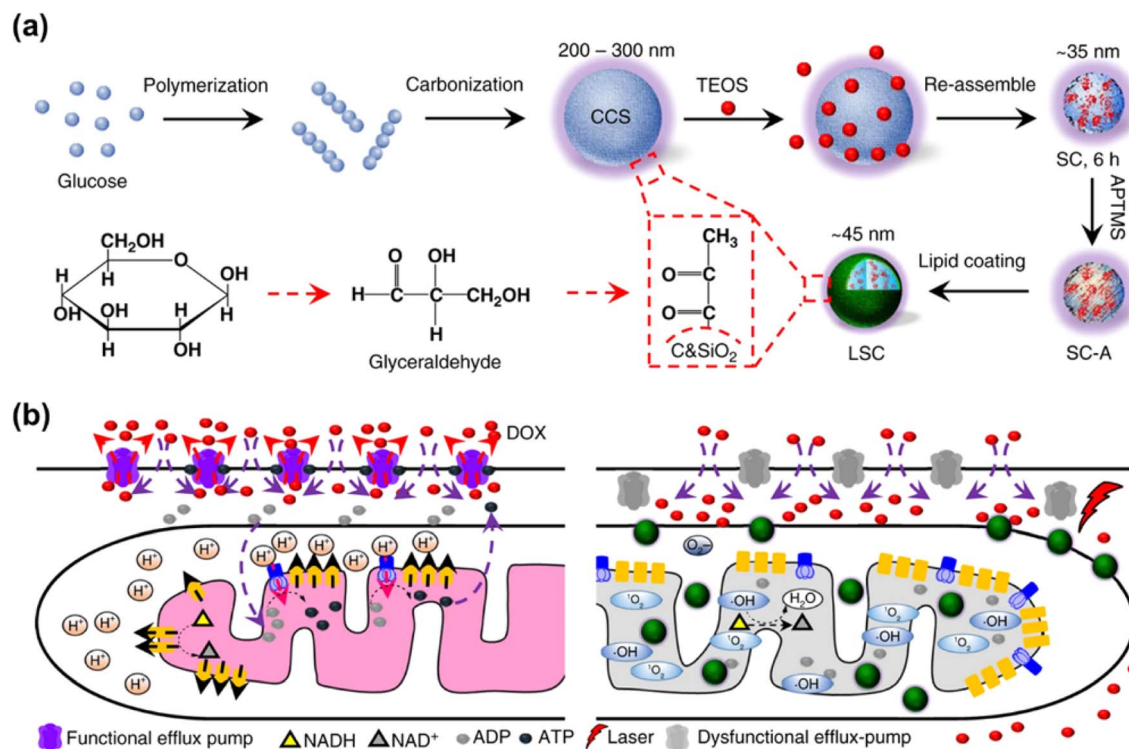 (a)
Polymerization
Carbonization
200 – 300 nm
TEOS
Re-assemble
~35 nm
CCS
Glucose
SC, 6 h
APTMS
CH₂OH
O
H
H
OH
H
OH
H
OH
H
H
OH
O
OH
H
CH₂OH
H
Glyceraldehyde
CH₃
O
O
C&SiO₂
~45 nm
Lipid coating
LSC
SC-A
(b)
DOX
H⁺ H⁺ H⁺ H⁺ H⁺ H⁺
H⁺
H⁺
H⁺ H⁺
H⁺
H⁺
H⁺
O₂–
¹O₂ ·OH H₂O ¹O₂
¹O₂ ·OH ¹O₂
·OH
¹O₂ ·OH
Functional efflux pump NADH NAD⁺ ADP ATP Laser Dysfunctional efflux-pump